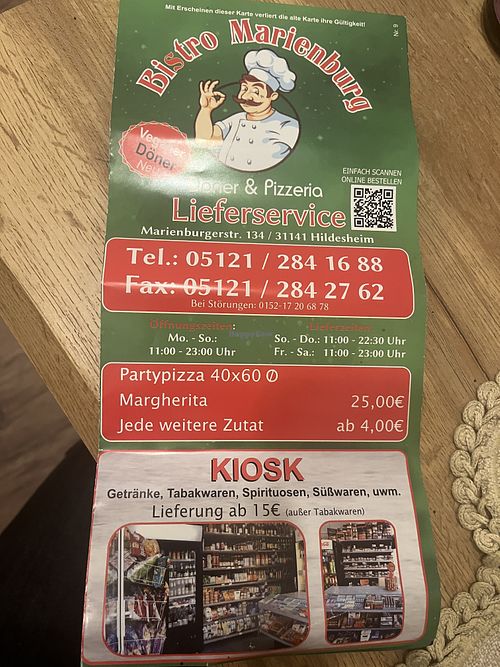 Mit Erscheinen dieser Karte verliert die alte Karte ihre Gültigkeit!
Nr. 9
Bistro Marienburg
Döner
EINFACH SCANNEN
ONLINE BESTELLEN
& Pizzeria
Lieferservice
Marienburgerstr. 134 / 31141 Hildesheim
Tel.: 05121 / 284 16 88
Fax: 05121 / 284 27 62
Bei Störungen: 0152-17 20 68 78
Öffnungszeiten: Lieferzeiten:
Mo. - So.: So. - Do.: 11:00 - 22:30 Uhr
11:00 - 23:00 Uhr Fr. - Sa.: 11:00 - 23:00 Uhr
Partypizza 40x60 Ø
Margherita 25,00€
Jede weitere Zutat ab 4,00€
KIOSK
Getränke, Tabakwaren, Spirituosen, Süßwaren, uwm.
Lieferung ab 15€ (außer Tabakwaren)